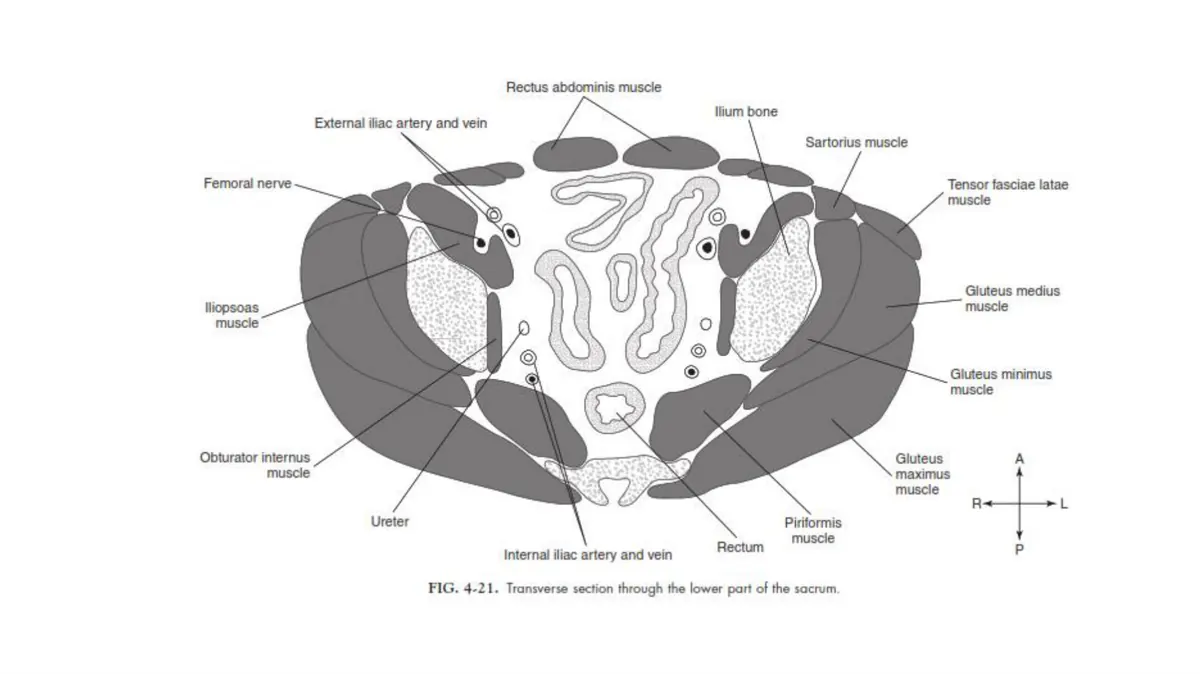 Rectus abdominis muscle
Ilium bone
External iliac artery and vein
Sartorius muscle
Femoral nerve
Tensor fasciae latae
muscle
Iliopsoas
muscle
Gluteus medius
muscle
Gluteus minimus
muscle
Obturator internus
muscle
Gluteus
maximus
muscle
A
R
L
P
Ureter
Piriformis
muscle
Rectum
Internal iliac artery and vein
FIG. 4-21. Transverse section through the lower part of the sacrum.